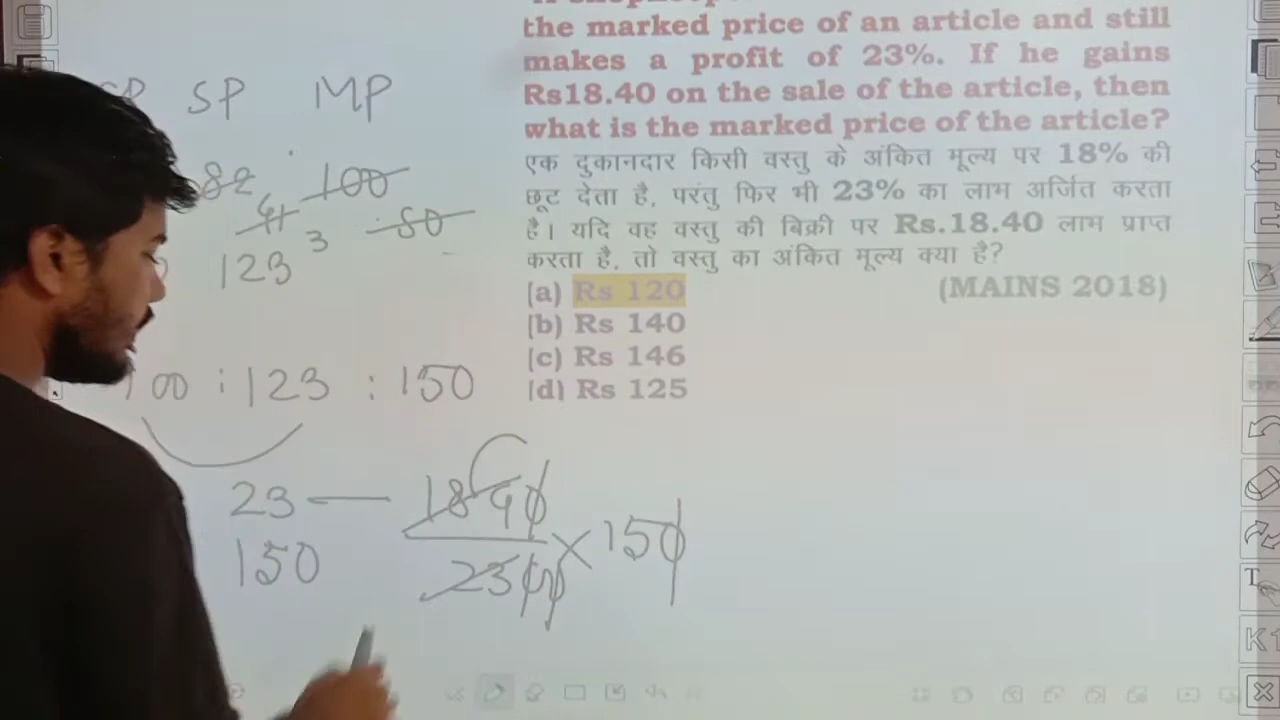 the marked price of an article and still
makes a profit of 23%. If he gains
Rs18.40 on the sale of the article, then
what is the marked price of the article?
एक दुकानदार किसी वस्तु के अंकित मूल्य पर 18% की
छूट देता है, परंतु फिर भी 23% का लाभ अर्जित करता
है। यदि वह वस्तु की बिक्री पर Rs.18.40 लाभ प्राप्त
करता है, तो वस्तु का अंकित मूल्य क्या है?
(a) Rs 120 (MAINS 2018)
(b) Rs 140
(c) Rs 146
(d) Rs 125
SP MP
82 100
41 3 50
123
100 : 123 : 150
23 — 1840
150 2300 × 150